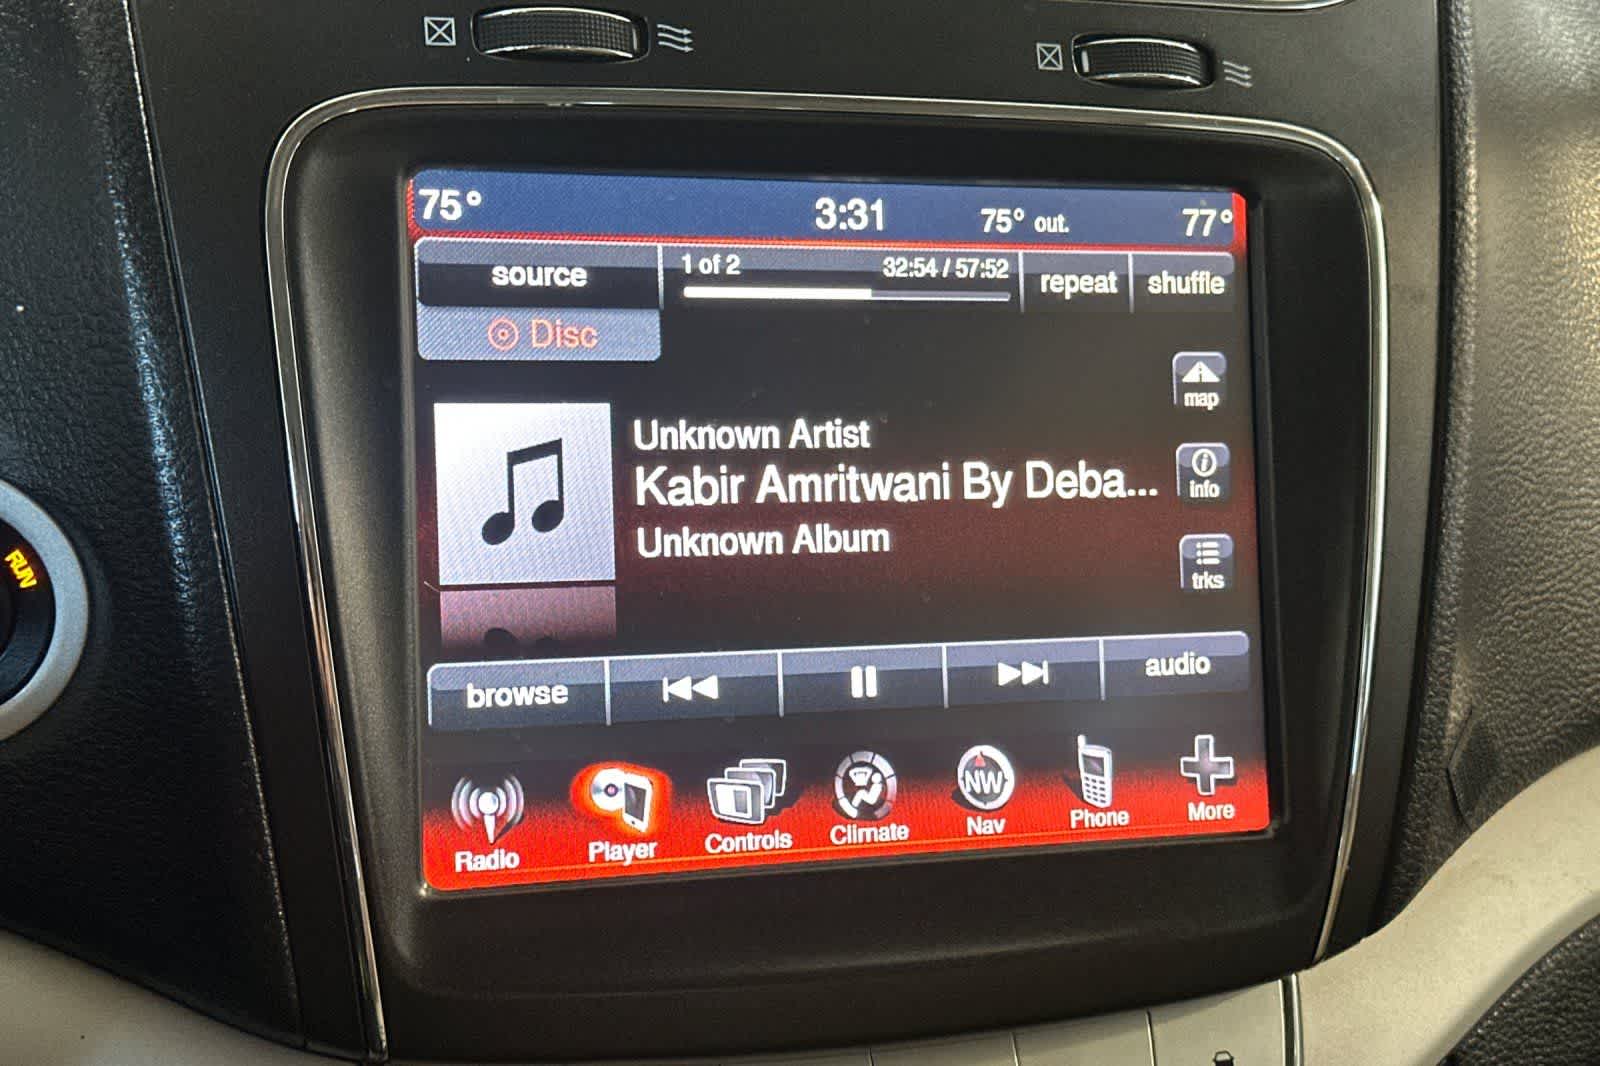 75° 3:31 75° out. 77°
source 1 of 2 32:54 / 57:52 repeat shuffle
Disc
map
Unknown Artist
Kabir Amritwani By Deba...
info
Unknown Album
trks
RUN
browse audio
NW
Radio Player Controls Climate Nav Phone More